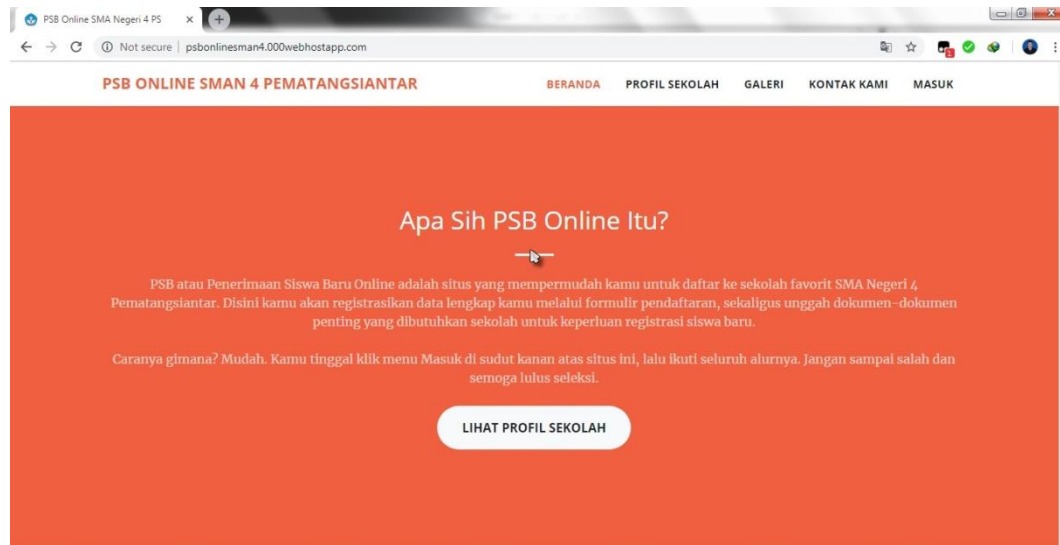 PSB Online SMA Negeri 4 PS
Not secure | psbonlinesman4.000webhostapp.com
2
PSB ONLINE SMAN 4 PEMATANGSIANTAR
BERANDA PROFIL SEKOLAH GALERI KONTAK KAMI MASUK
Apa Sih PSB Online Itu?
PSB atau Penerimaan Siswa Baru Online adalah situs yang mempermudah kamu untuk daftar ke sekolah favorit SMA Negeri 4
Pematangsiantar. Disini kamu akan registrasikan data lengkap kamu melalui formulir pendaftaran, sekaligus unggah dokumen-dokumen
penting yang dibutuhkan sekolah untuk keperluan registrasi siswa baru.
Caranya gimana? Mudah. Kamu tinggal klik menu Masuk di sudut kanan atas situs ini, lalu ikuti seluruh alurnya. Jangan sampai salah dan
semoga lulus seleksi.
LIHAT PROFIL SEKOLAH